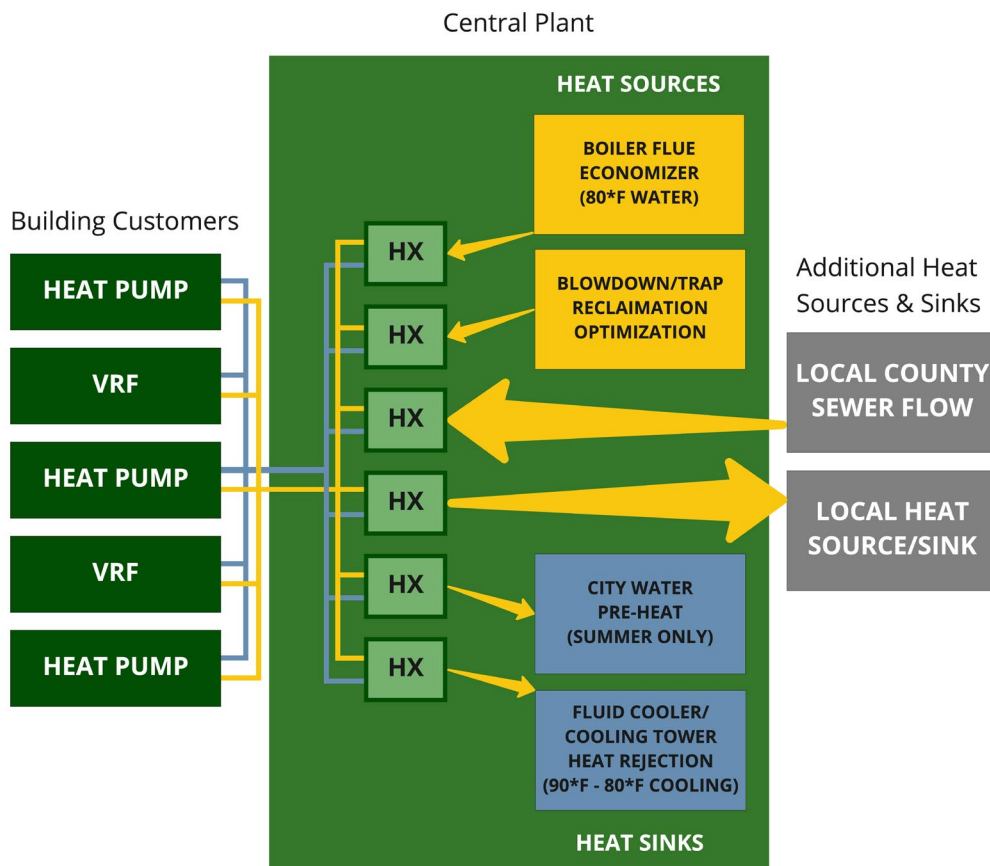 Central Plant
HEAT SOURCES
BOILER FLUE
ECONOMIZER
(80*F WATER)
Building Customers
HX
HEAT PUMP
BLOWDOWN/TRAP
RECLAIMATION
OPTIMIZATION
Additional Heat
Sources & Sinks
HX
VRF
LOCAL COUNTY
SEWER FLOW
HX
HEAT PUMP
HX
LOCAL HEAT
SOURCE/SINK
VRF
HX
CITY WATER
PRE-HEAT
(SUMMER ONLY)
HEAT PUMP
HX
FLUID COOLER/
COOLING TOWER
HEAT REJECTION
(90*F - 80*F COOLING)
HEAT SINKS